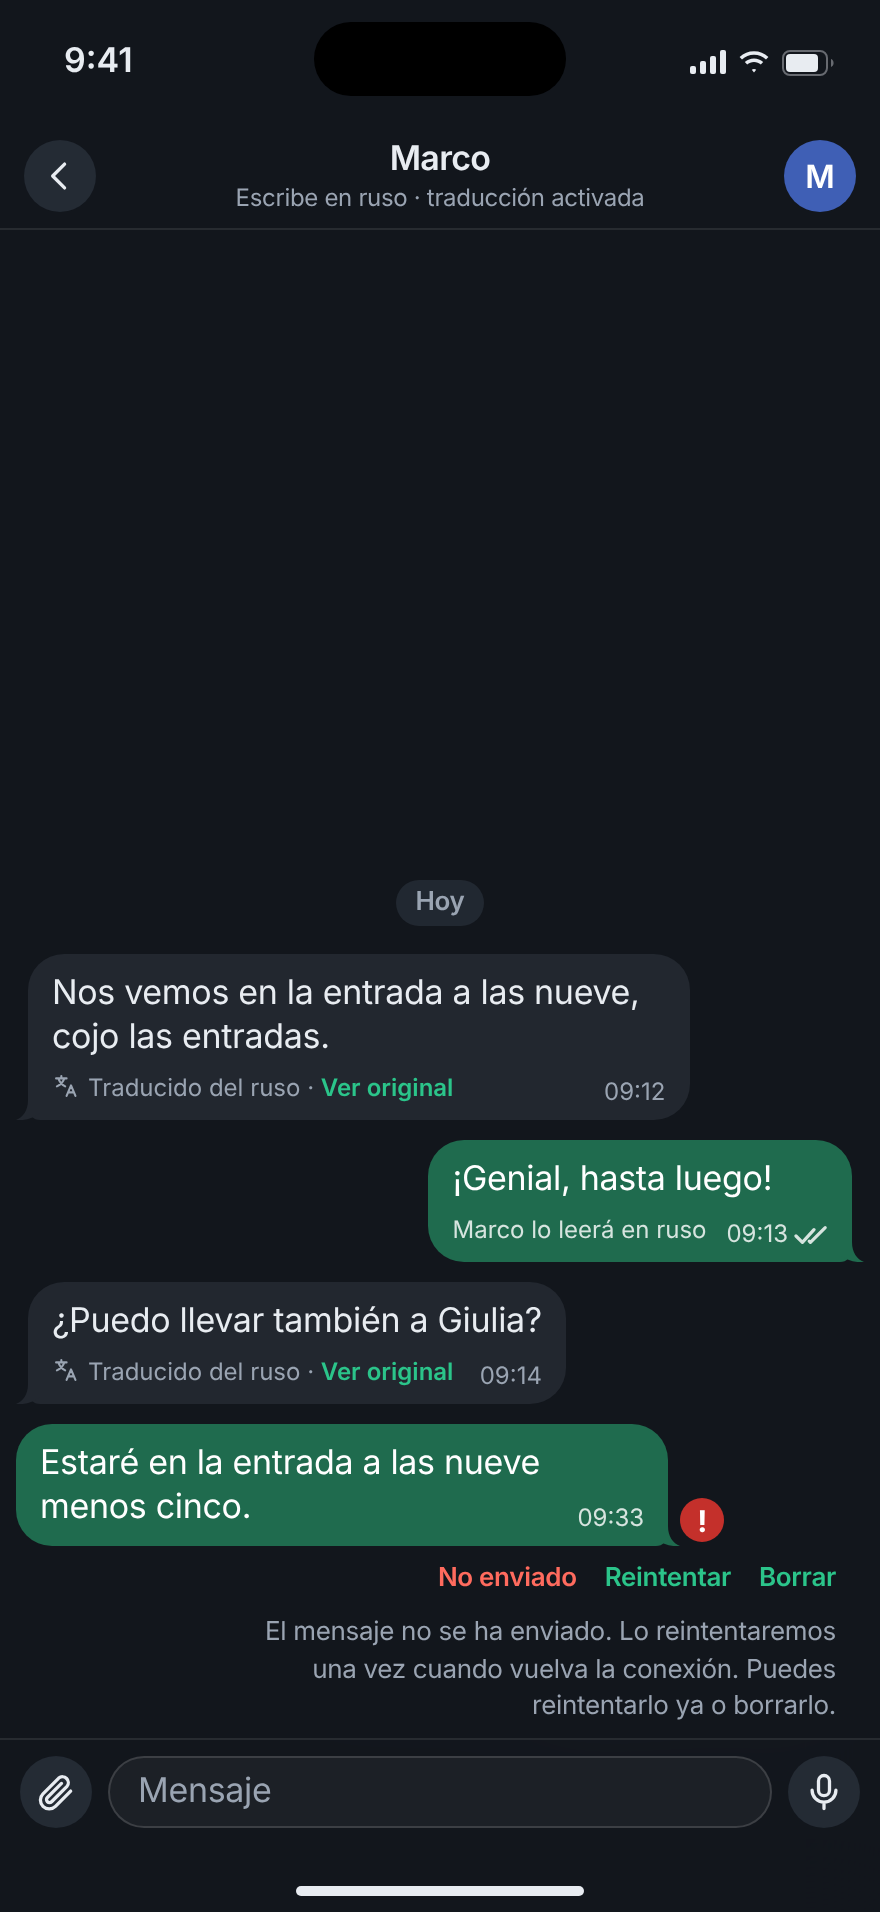 9:41
Marco
Escribe en ruso · traducción activada
M
Hoy
Nos vemos en la entrada a las nueve,
cojo las entradas.
Traducido del ruso · Ver original 09:12
¡Genial, hasta luego!
Marco lo leerá en ruso 09:13
¿Puedo llevar también a Giulia?
Traducido del ruso · Ver original 09:14
Estaré en la entrada a las nueve
menos cinco. 09:33
!
No enviado Reintentar Borrar
El mensaje no se ha enviado. Lo reintentaremos
una vez cuando vuelva la conexión. Puedes
reintentarlo ya o borrarlo.
Mensaje